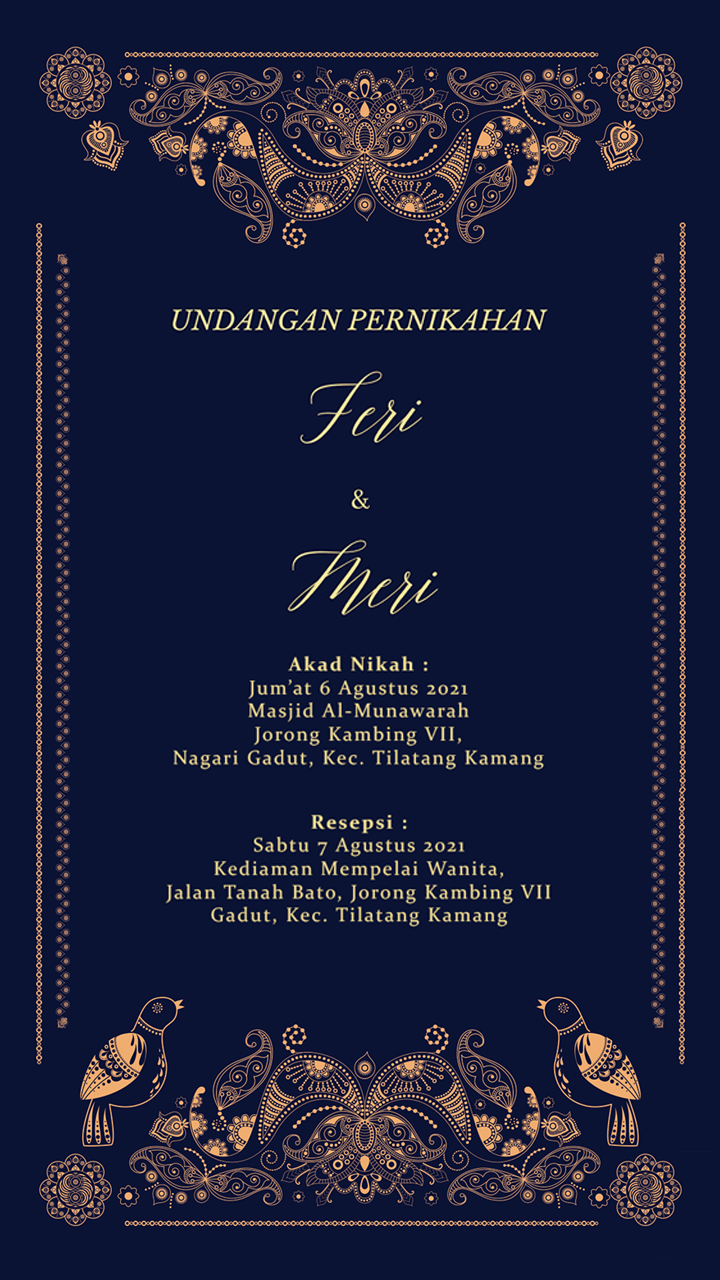 UNDANGAN PERNIKAHAN
Feri
&
Meri
Akad Nikah :
Jum'at 6 Agustus 2021
Masjid Al-Munawarah
Jorong Kambing VII,
Nagari Gadut, Kec. Tilatang Kamang
Resepsi :
Sabtu 7 Agustus 2021
Kediaman Mempelai Wanita,
Jalan Tanah Bato, Jorong Kambing VII
Gadut, Kec. Tilatang Kamang